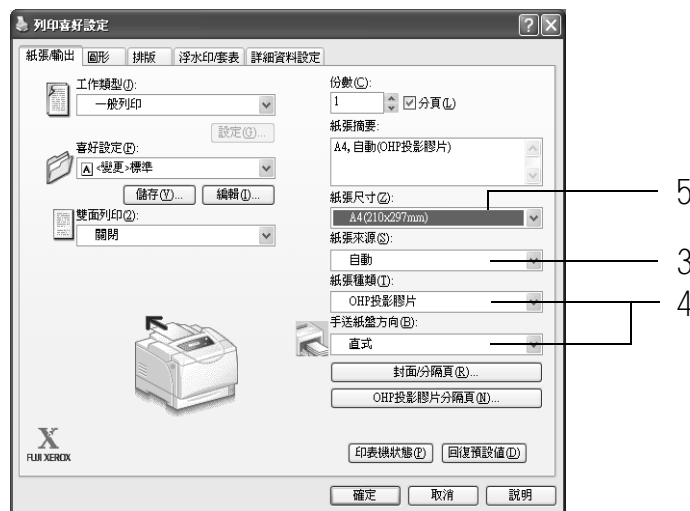 列印喜好設定
紙張/輸出 圖形 排版 浮水印/套表 詳細資料設定
工作類型(J):
一般列印
設定(G)...
喜好設定(F):
A <變更>標準
儲存(Y)... 編輯(I)...
雙面列印(2):
關閉
份數(C):
1 分頁(L)
紙張摘要:
A4, 自動(OHP投影膠片)
紙張尺寸(Z):
A4(210x297mm)
5
紙張來源(S):
自動
3
紙張種類(T):
OHP投影膠片
4
手送紙盤方向(B):
直式
封面/分隔頁(R)...
OHP投影膠片分隔頁(N)...
X
FUJI XEROX
印表機狀態(P) 回復預設值(D)
確定 取消 説明